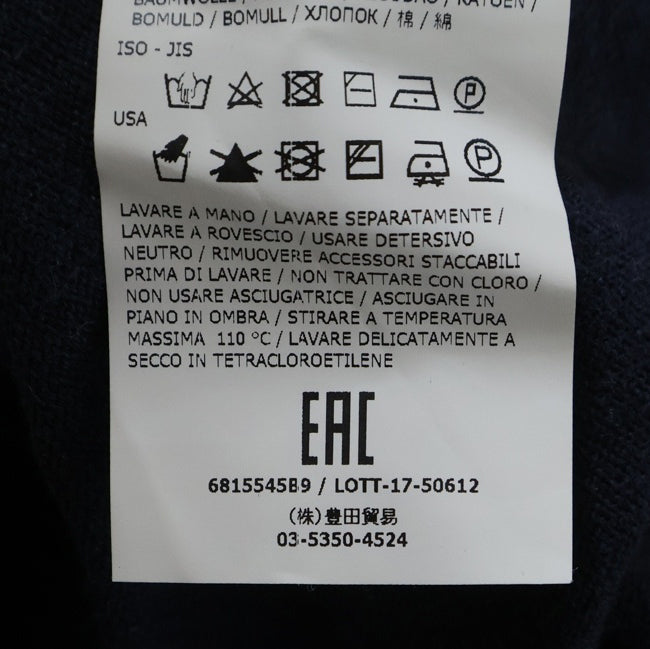 BOMULD / BOMULL / ХЛОПОК / 棉 / 綿
ISO - JIS
P
USA
P
LAVARE A MANO / LAVARE SEPARATAMENTE /
LAVARE A ROVESCIO / USARE DETERSIVO
NEUTRO / RIMUOVERE ACCESSORI STACCABILI
PRIMA DI LAVARE / NON TRATTARE CON CLORO /
NON USARE ASCIUGATRICE / ASCIUGARE IN
PIANO IN OMBRA / STIRARE A TEMPERATURA
MASSIMA 110 °C / LAVARE DELICATAMENTE A
SECCO IN TETRACLOROETILENE
EAC
6815545B9 / LOTT-17-50612
(株)豊田貿易
03-5350-4524